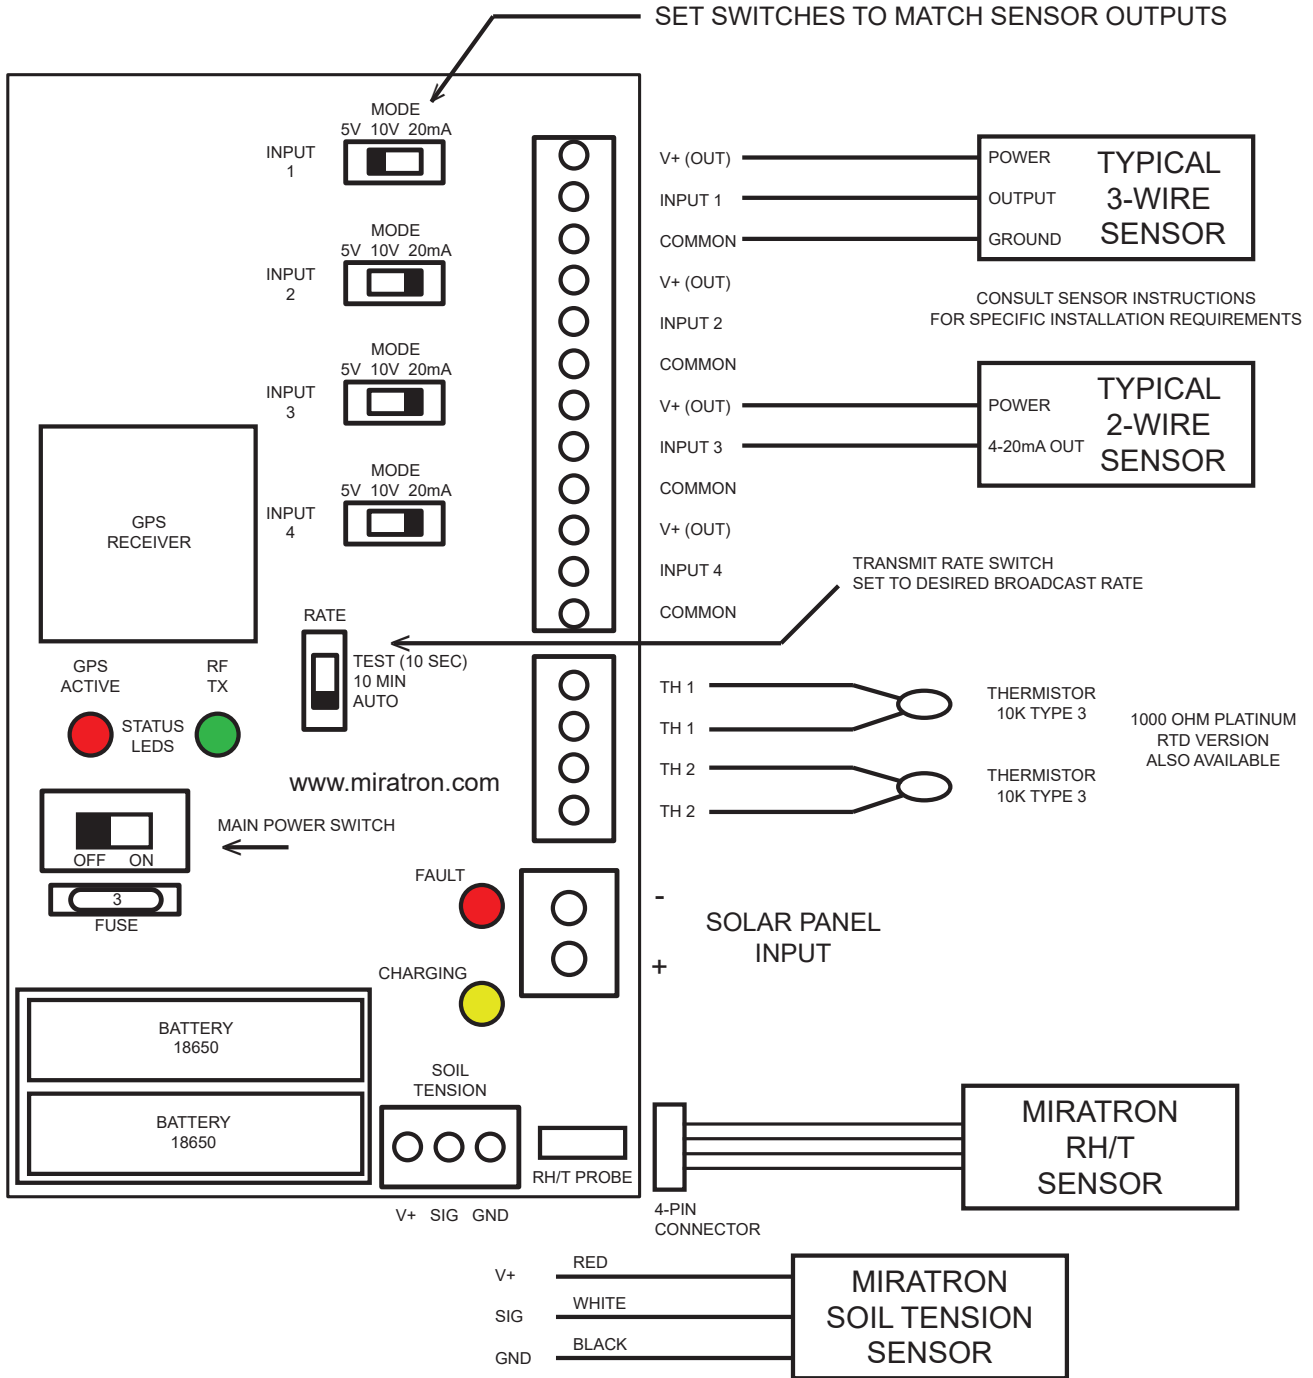 SET SWITCHES TO MATCH SENSOR OUTPUTS
MODE
5V 10V 20mA
INPUT
1
MODE
5V 10V 20mA
INPUT
2
MODE
5V 10V 20mA
INPUT
3
MODE
5V 10V 20mA
INPUT
4
V+ (OUT)
INPUT 1
COMMON
V+ (OUT)
INPUT 2
COMMON
V+ (OUT)
INPUT 3
COMMON
V+ (OUT)
INPUT 4
COMMON
POWER
OUTPUT
GROUND
TYPICAL
3-WIRE
SENSOR
CONSULT SENSOR INSTRUCTIONS
FOR SPECIFIC INSTALLATION REQUIREMENTS
POWER
4-20mA OUT
TYPICAL
2-WIRE
SENSOR
GPS
RECEIVER
TRANSMIT RATE SWITCH
SET TO DESIRED BROADCAST RATE
RATE
TEST (10 SEC)
10 MIN
AUTO
GPS
ACTIVE
RF
TX
STATUS
LEDS
TH 1
TH 1
TH 2
TH 2
THERMISTOR
10K TYPE 3
THERMISTOR
10K TYPE 3
1000 OHM PLATINUM
RTD VERSION
ALSO AVAILABLE
www.miratron.com
MAIN POWER SWITCH
OFF ON
3
FUSE
FAULT
CHARGING
-
+
SOLAR PANEL
INPUT
BATTERY
18650
BATTERY
18650
SOIL
TENSION
V+ SIG GND
RH/T PROBE
4-PIN
CONNECTOR
MIRATRON
RH/T
SENSOR
V+
RED
SIG
WHITE
GND
BLACK
MIRATRON
SOIL TENSION
SENSOR